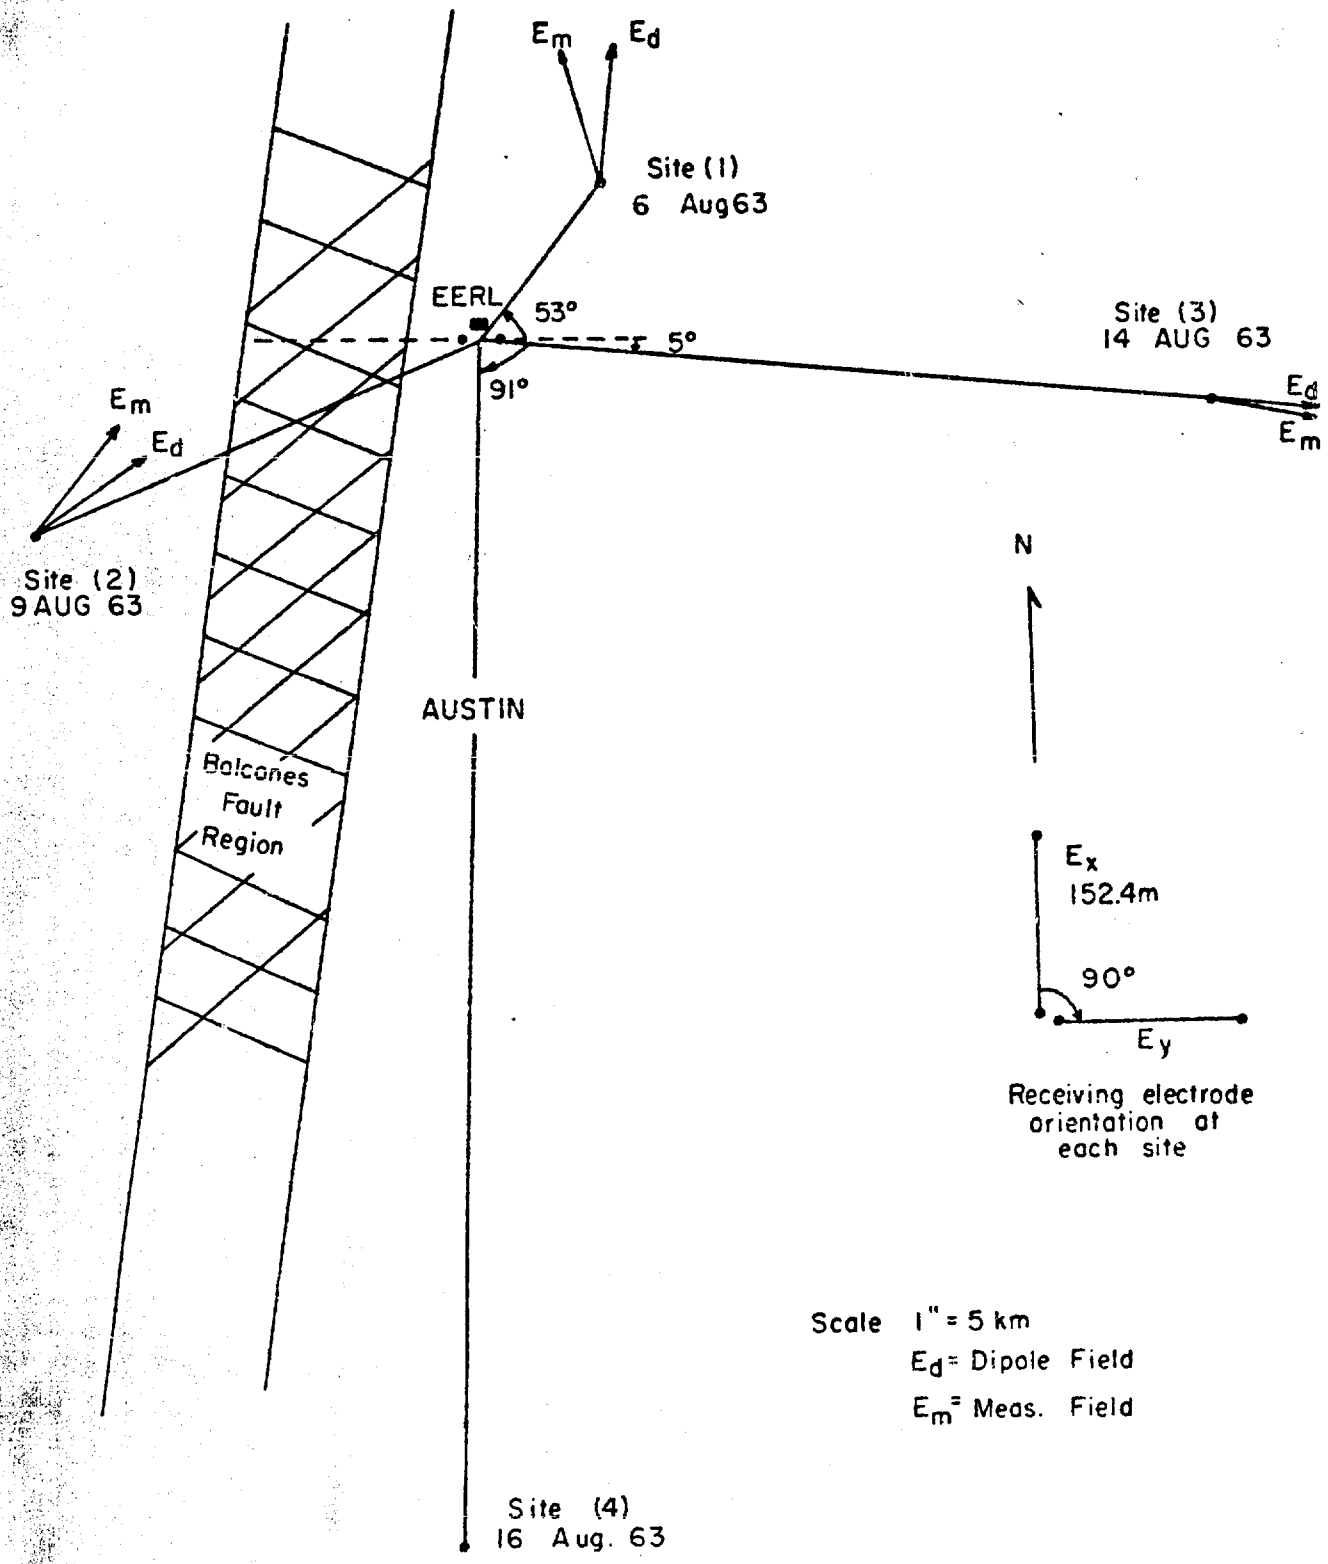 Em
Ed
Site (1)
6 Aug 63
EERL
53°
5°
91°
Site (3)
14 AUG 63
Ed
Em
Em
Ed
Site (2)
9 AUG 63
N
AUSTIN
Balcones
Fault
Region
Ex
152.4m
90°
Ey
Receiving electrode
orientation at
each site
Scale 1" = 5 km
Ed = Dipole Field
Em = Meas. Field
Site (4)
16 Aug. 63